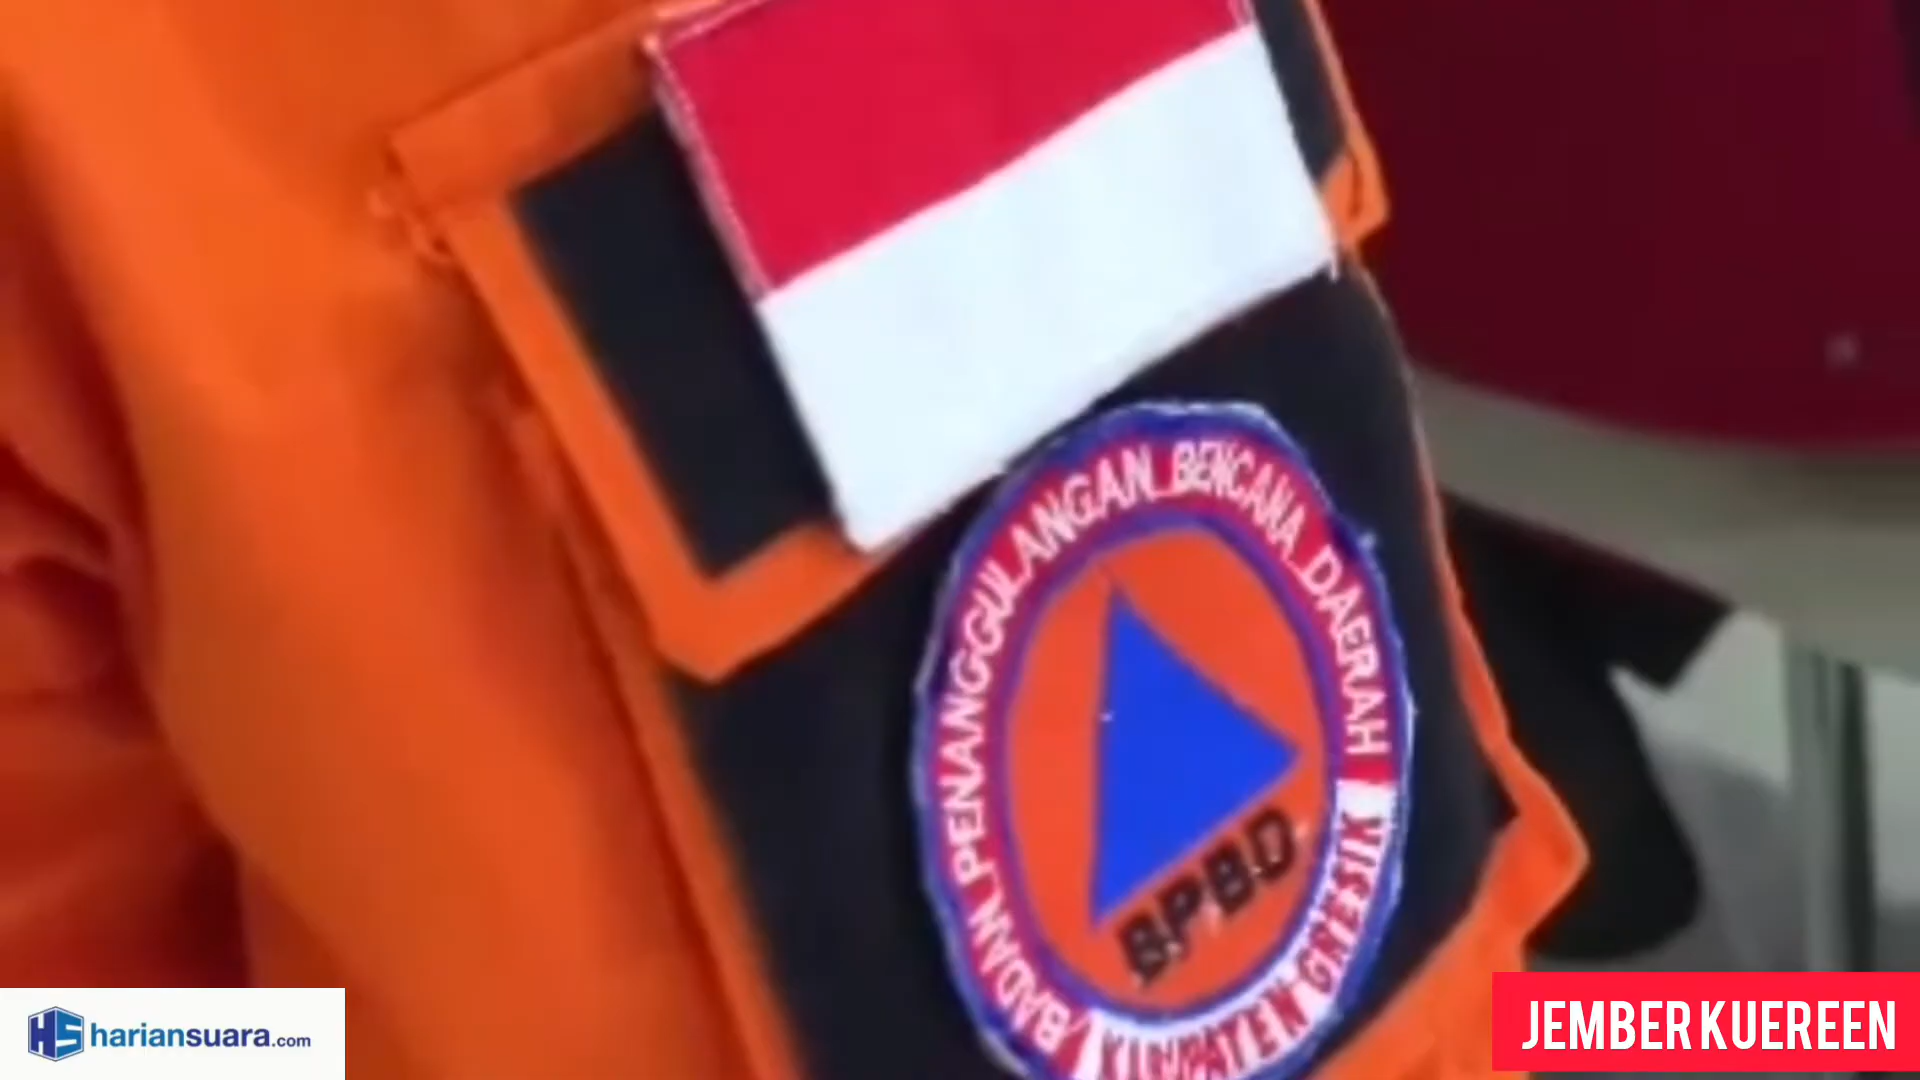 BADAN PENANGGULANGAN BENCANA DAERAH
KABUPATEN GRESIK
BPBD
hariansuara.com
JEMBER KUEREEN